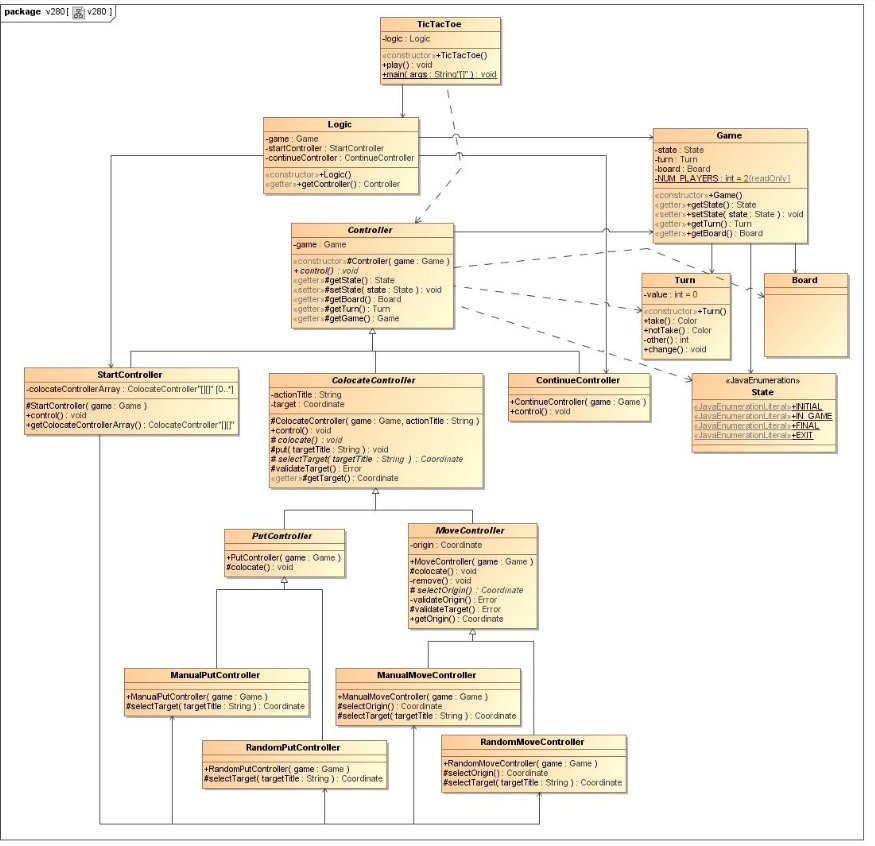 package v280 [ v280 ]
TicTacToe
-logic : Logic
«constructor»+TicTacToe()
+play() : void
+main( args : String"[]" ) : void
Logic
-game : Game
-startController : StartController
-continueController : ContinueController
«constructor»+Logic()
«getter»+getController() : Controller
Game
-state : State
-turn : Turn
-board : Board
-NUM_PLAYERS : int = 2{readOnly}
«constructor»+Game()
«getter»+getState() : State
«setter»+setState( state : State ) : void
«getter»+getTurn() : Turn
«getter»+getBoard() : Board
Controller
-game : Game
«constructor»#Controller( game : Game )
+control() : void
«getter»#getState() : State
«setter»#setState( state : State ) : void
«getter»#getBoard() : Board
«getter»#getTurn() : Turn
«getter»#getGame() : Game
Turn
-value : int = 0
«constructor»+Turn()
+take() : Color
+notTake() : Color
-other() : int
+change() : void
Board
StartController
-colocateControllerArray : ColocateController"[][]" [0..*]
#StartController( game : Game )
+control() : void
+getColocateControllerArray() : ColocateController"[][]"
ColocateController
-actionTitle : String
-target : Coordinate
#ColocateController( game : Game, actionTitle : String )
+control() : void
#colocate() : void
#put( targetTitle : String ) : void
#selectTarget( targetTitle : String ) : Coordinate
#validateTarget() : Error
«getter»#getTarget() : Coordinate
ContinueController
+ContinueController( game : Game )
+control() : void
«JavaEnumeration»
State
«JavaEnumerationLiteral»+INITIAL
«JavaEnumerationLiteral»+IN_GAME
«JavaEnumerationLiteral»+FINAL
«JavaEnumerationLiteral»+EXIT
PutController
+PutController( game : Game )
#colocate() : void
MoveController
-origin : Coordinate
+MoveController( game : Game )
#colocate() : void
-remove() : void
#selectOrigin() : Coordinate
-validateOrigin() : Error
#validateTarget() : Error
+getOrigin() : Coordinate
ManualPutController
+ManualPutController( game : Game )
#selectTarget( targetTitle : String ) : Coordinate
ManualMoveController
+ManualMoveController( game : Game )
#selectOrigin() : Coordinate
#selectTarget( targetTitle : String ) : Coordinate
RandomPutController
+RandomPutController( game : Game )
#selectTarget( targetTitle : String ) : Coordinate
RandomMoveController
+RandomMoveController( game : Game )
#selectOrigin() : Coordinate
#selectTarget( targetTitle : String ) : Coordinate